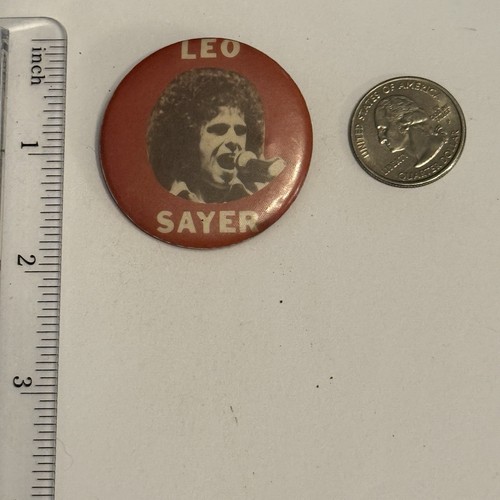 inch
1
2
3
LEO
SAYER
UNITED STATES OF AMERICA
QUARTER DOLLAR